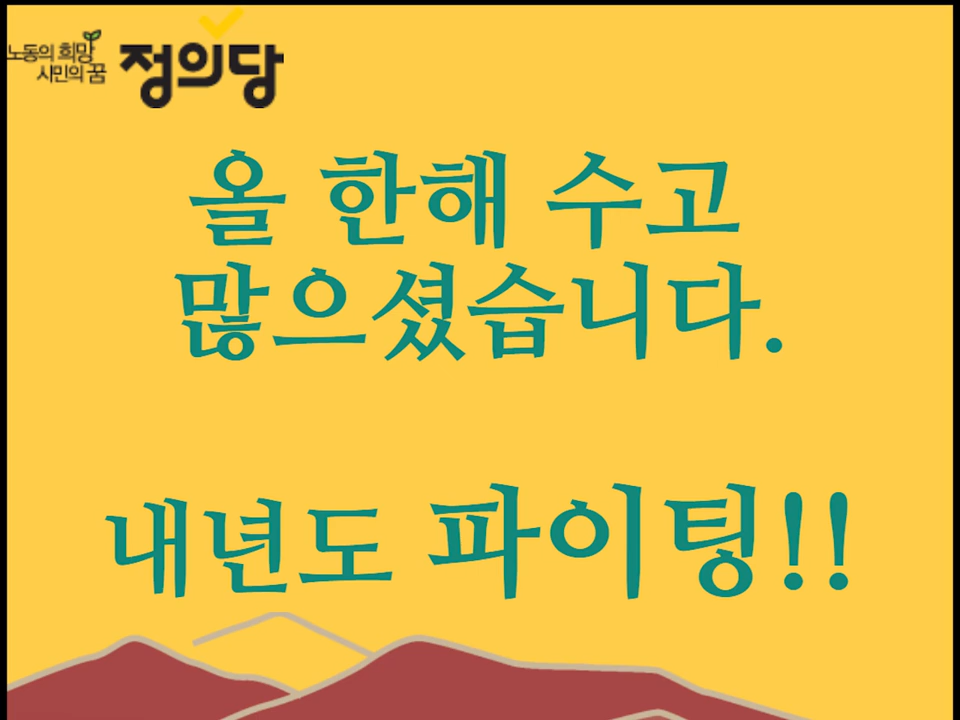 노동의 희망
시민의 꿈
정의당
올 한해 수고
많으셨습니다.
내년도 파이팅!!